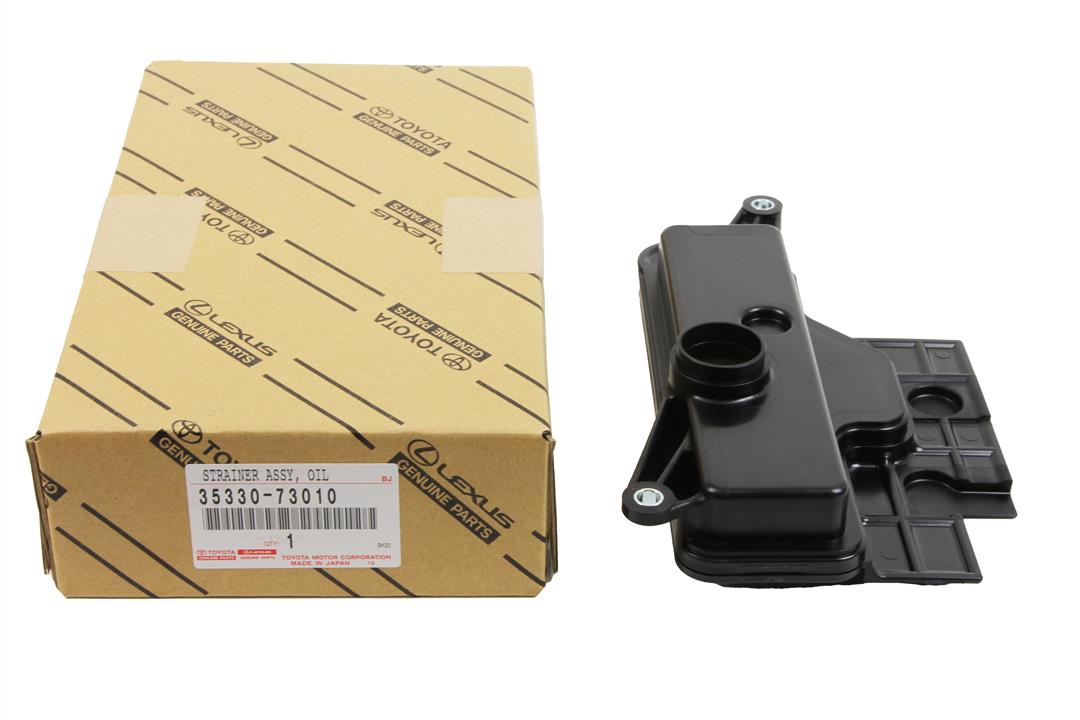 TOYOTA
GENUINE PARTS
LEXUS
GENUINE PARTS
TOYOTA
GENUINE PARTS
LEXUS
GENUINE PARTS
LEXUS
GENUINE PARTS
TOYOTA
GENUINE PARTS
TOYOTA
GENUINE PARTS
LEXUS
GENUINE PARTS
STRAINER ASSY, OIL
BJ
35330-73010
QTY. 1
9H20
TOYOTA
GENUINE PARTS
LEXUS
GENUINE PARTS
TOYOTA MOTOR CORPORATION
MADE IN JAPAN 13